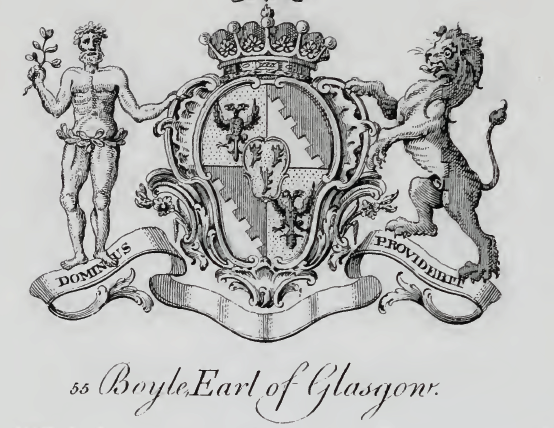 DOMINUS PROVIDEBIT
55 Boyle, Earl of Glasgow.